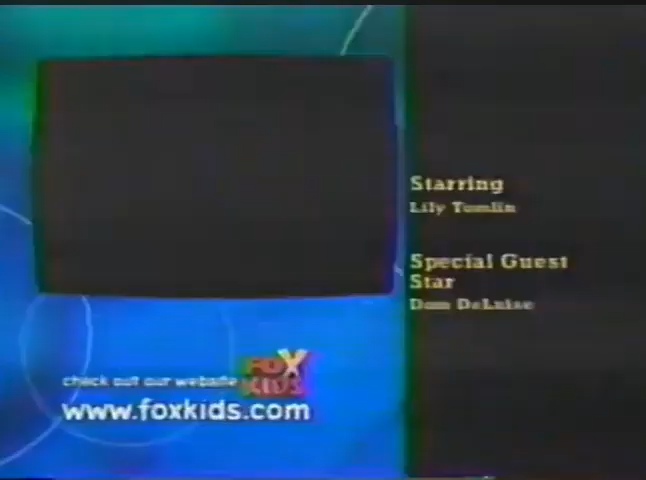 Starring
Lily Tomlin
Special Guest
Star
Dom DeLuise
FOX
KIDS
check out our website
www.foxkids.com